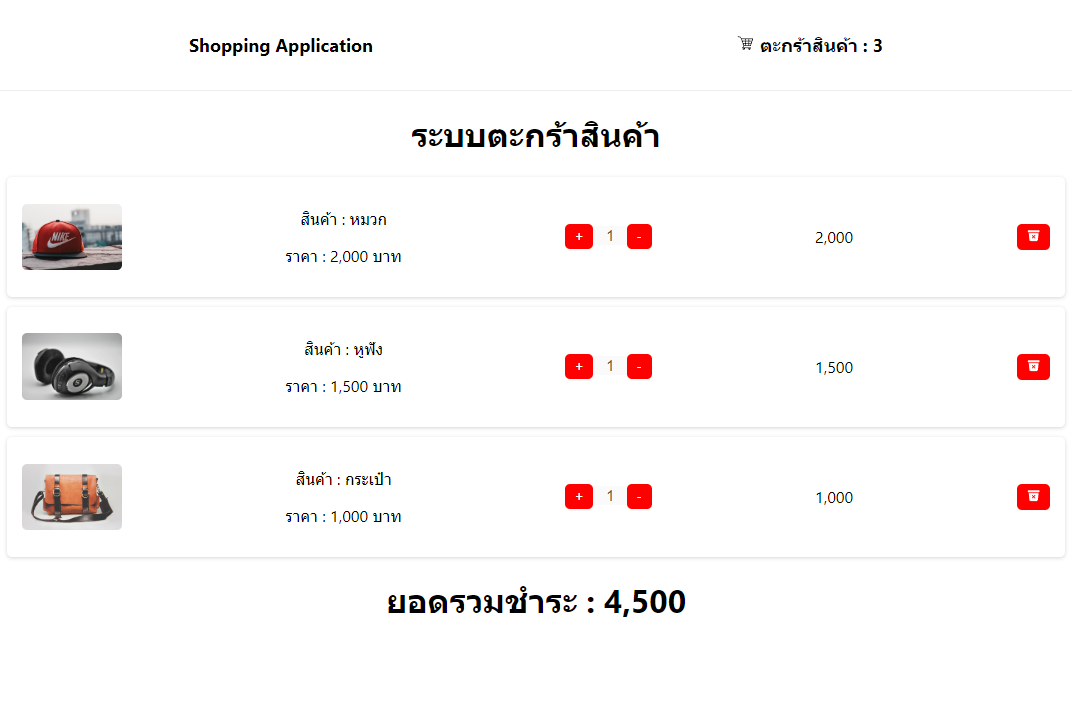 Shopping Application
ตะกร้าสินค้า : 3
ระบบตะกร้าสินค้า
NIKE
สินค้า : หมวก
ราคา : 2,000 บาท
+ 1 -
2,000
สินค้า : หูฟัง
ราคา : 1,500 บาท
+ 1 -
1,500
สินค้า : กระเป๋า
ราคา : 1,000 บาท
+ 1 -
1,000
ยอดรวมชำระ : 4,500